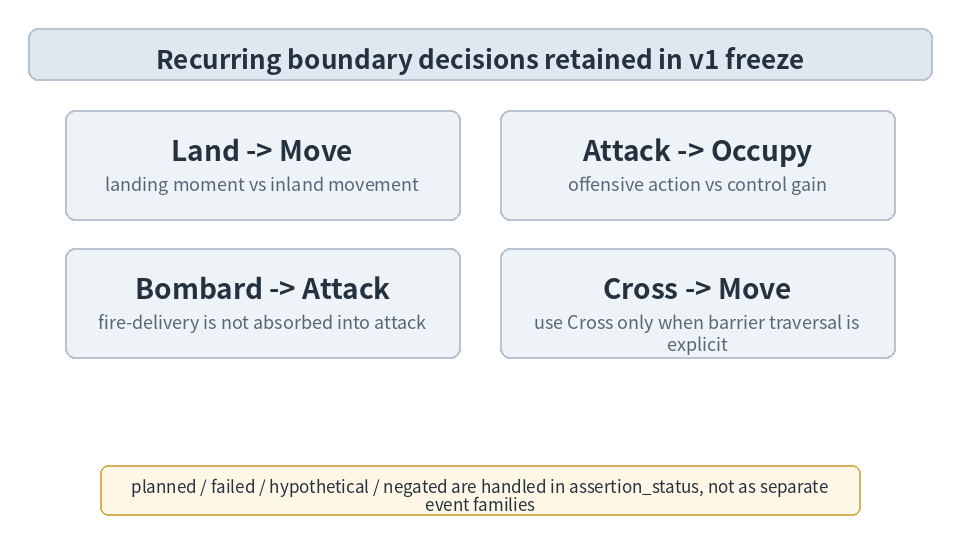 Recurring boundary decisions retained in v1 freeze
Land -> Move
landing moment vs inland movement
Attack -> Occupy
offensive action vs control gain
Bombard -> Attack
fire-delivery is not absorbed into attack
Cross -> Move
use Cross only when barrier traversal is
explicit
planned / failed / hypothetical / negated are handled in assertion_status, not as separate
event families